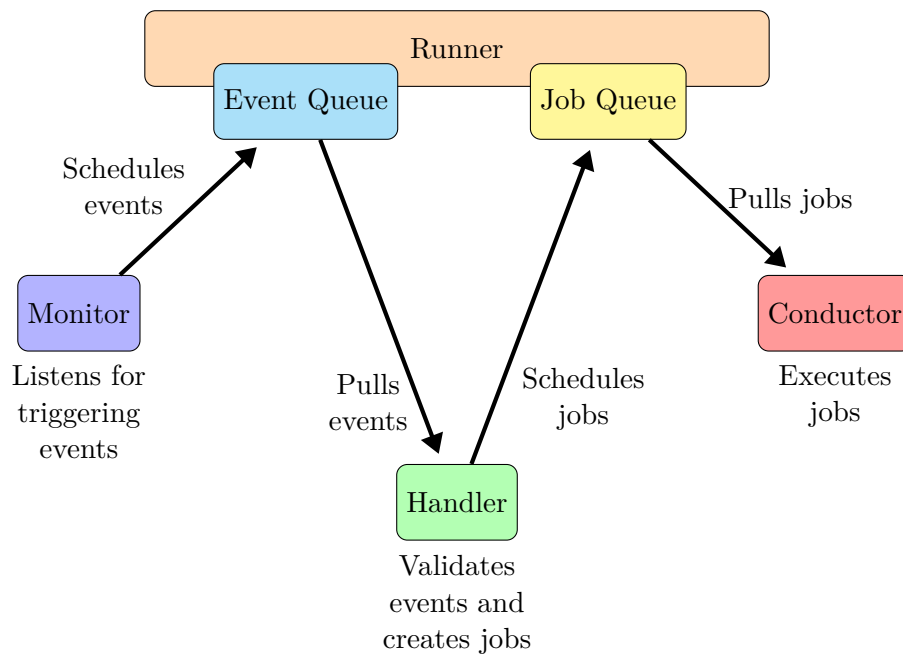 Runner
Event Queue
Job Queue
Schedules
events
Pulls jobs
Monitor
Conductor
Listens for
triggering
events
Pulls
events
Schedules
jobs
Executes
jobs
Handler
Validates
events and
creates jobs